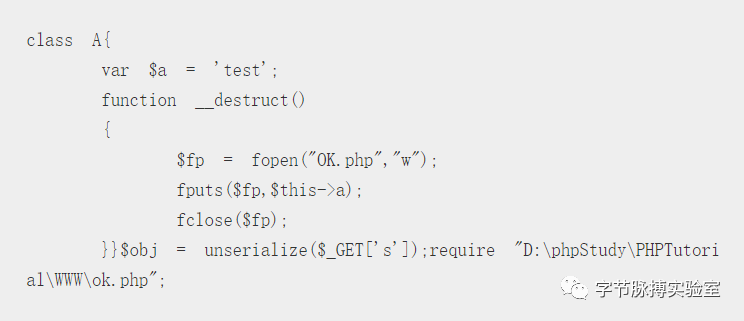 class A{
var $a = 'test';
function __destruct()
{
$fp = fopen("OK.php","w");
fputs($fp,$this->a);
fclose($fp);
}}$obj = unserialize($_GET['s']);require "D:\phpStudy\PHPTutori
al\WWW\ok.php";
字节脉搏实验室